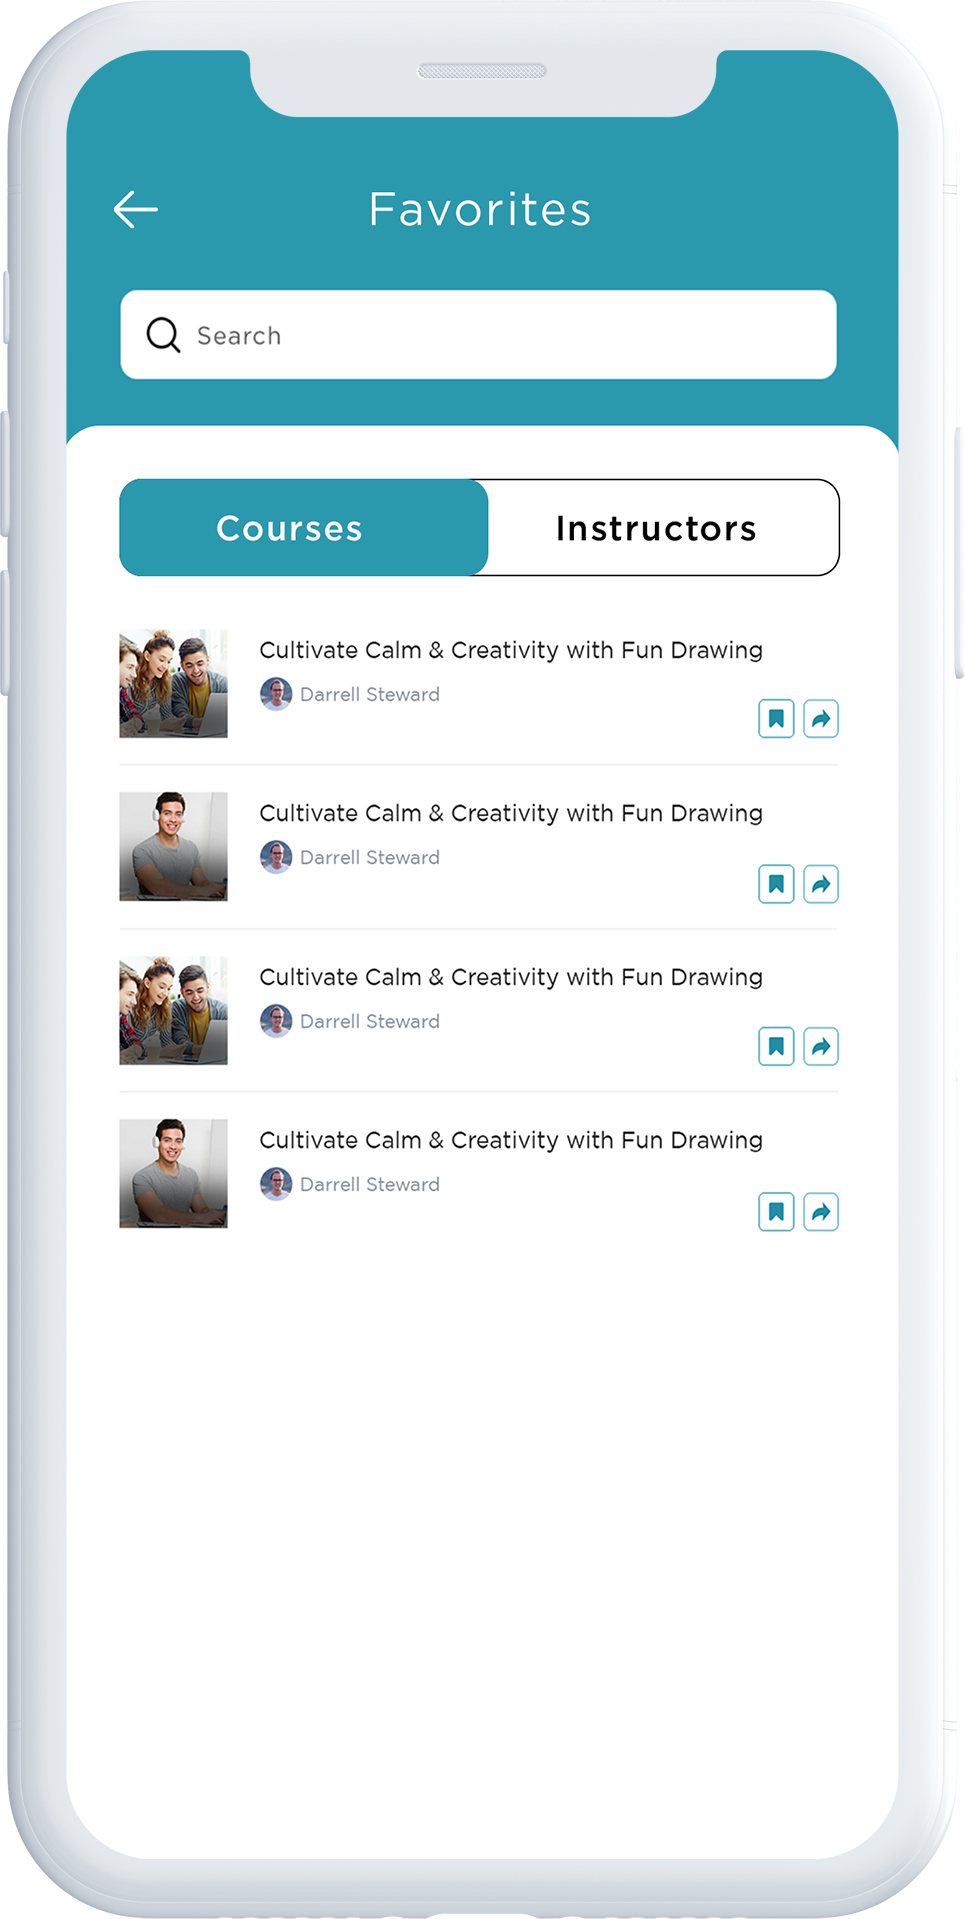 Favorites
Search
Courses
Instructors
Cultivate Calm & Creativity with Fun Drawing
Darrell Steward
Cultivate Calm & Creativity with Fun Drawing
Darrell Steward
Cultivate Calm & Creativity with Fun Drawing
Darrell Steward
Cultivate Calm & Creativity with Fun Drawing
Darrell Steward